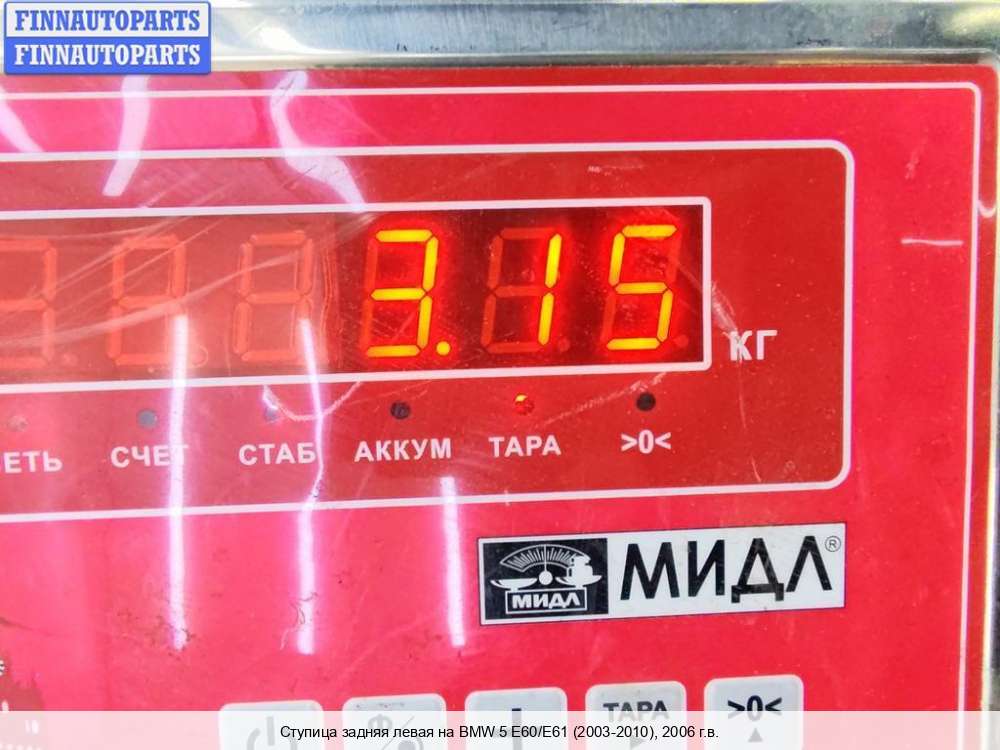 FINNAUTOPARTS
FINNAUTOPARTS
3.15
КГ
ЕТЬ СЧЕТ СТАБ АККУМ ТАРА >0<
МИДЛ МИДЛ®
ТАРА >0<
Ступица задняя левая на BMW 5 E60/E61 (2003-2010), 2006 г.в.